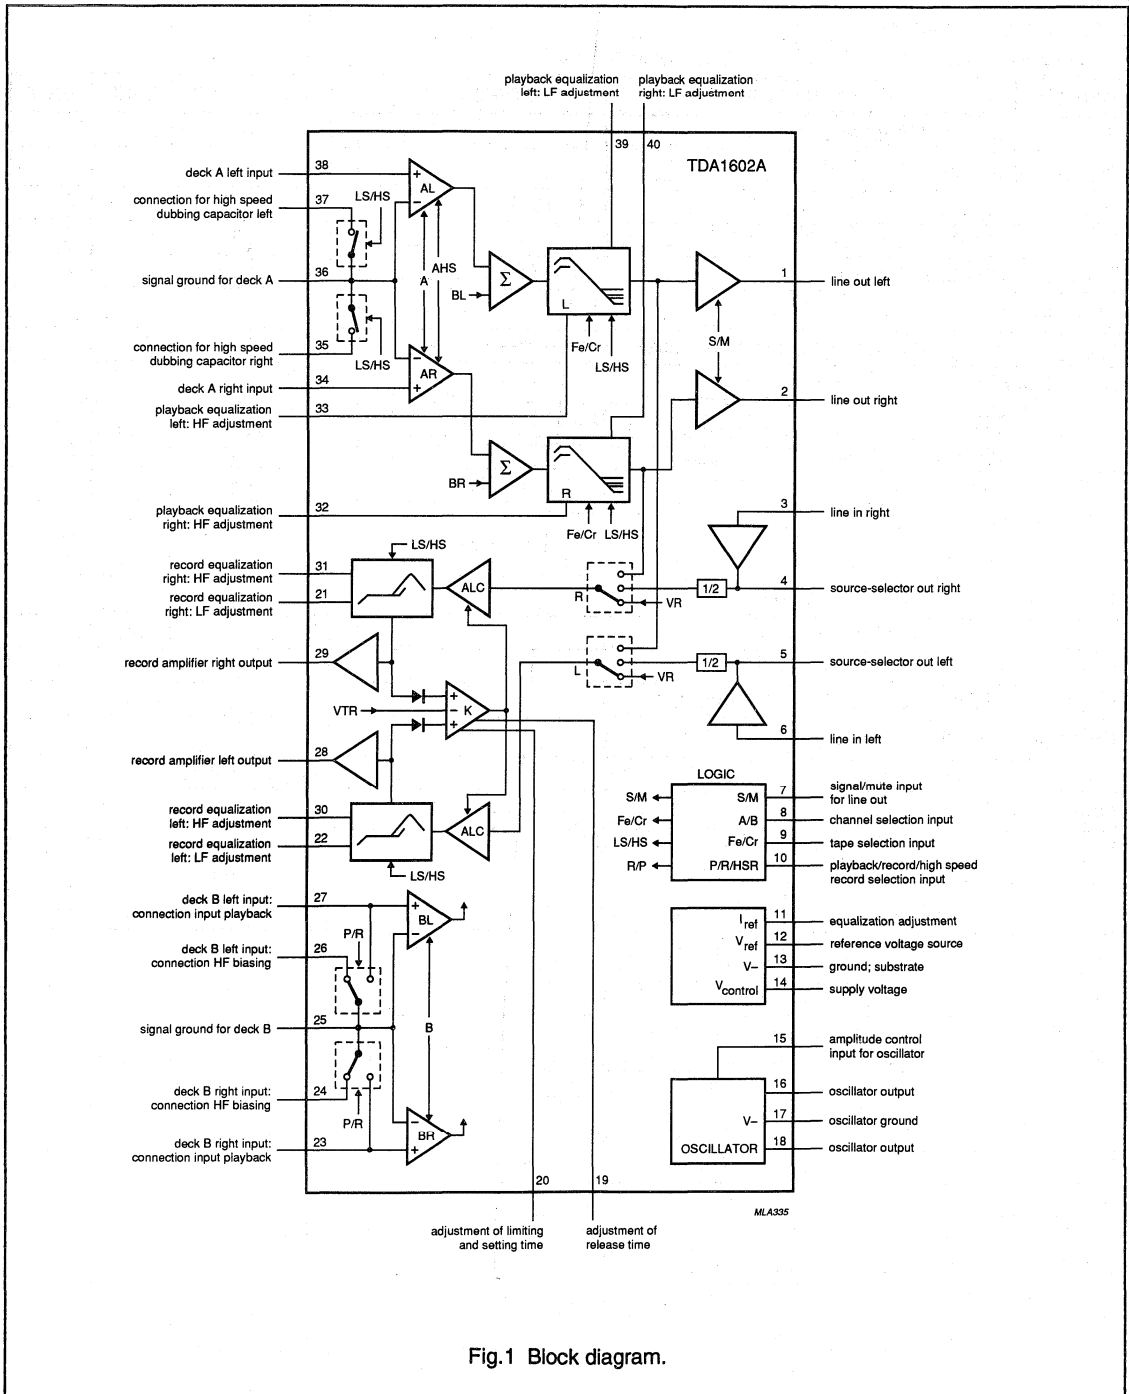 playback equalization
left: LF adjustment
playback equalization
right: LF adjustment
39
40
TDA1602A
deck A left input
38
connection for high speed
dubbing capacitor left
37
LS/HS
signal ground for deck A
36
connection for high speed
dubbing capacitor right
35
LS/HS
deck A right input
34
playback equalization
left: HF adjustment
33
playback equalization
right: HF adjustment
32
+
AL
−
A
AHS
−
AR
+
Σ
BL
L
Fe/Cr
LS/HS
Σ
BR
R
Fe/Cr
LS/HS
S/M
1
line out left
2
line out right
3
line in right
4
source-selector out right
1/2
5
source-selector out left
1/2
6
line in left
R
VR
L
VR
record equalization
right: HF adjustment
31
record equalization
right: LF adjustment
21
LS/HS
ALC
record amplifier right output
29
VTR
+
− K
+
record amplifier left output
28
record equalization
left: HF adjustment
30
record equalization
left: LF adjustment
22
LS/HS
ALC
LOGIC
S/M
Fe/Cr
LS/HS
R/P
S/M
A/B
Fe/Cr
P/R/HSR
7
signal/mute input
for line out
8
channel selection input
9
tape selection input
10
playback/record/high speed
record selection input
deck B left input:
connection input playback
27
deck B left input:
connection HF biasing
26
P/R
signal ground for deck B
25
deck B right input:
connection HF biasing
24
P/R
deck B right input:
connection input playback
23
+
BL
−
B
−
BR
+
Iref
11
equalization adjustment
Vref
12
reference voltage source
V−
13
ground; substrate
Vcontrol
14
supply voltage
15
amplitude control
input for oscillator
16
oscillator output
V−
17
oscillator ground
OSCILLATOR
18
oscillator output
20
19
adjustment of limiting
and setting time
adjustment of
release time
MLA335
Fig.1 Block diagram.